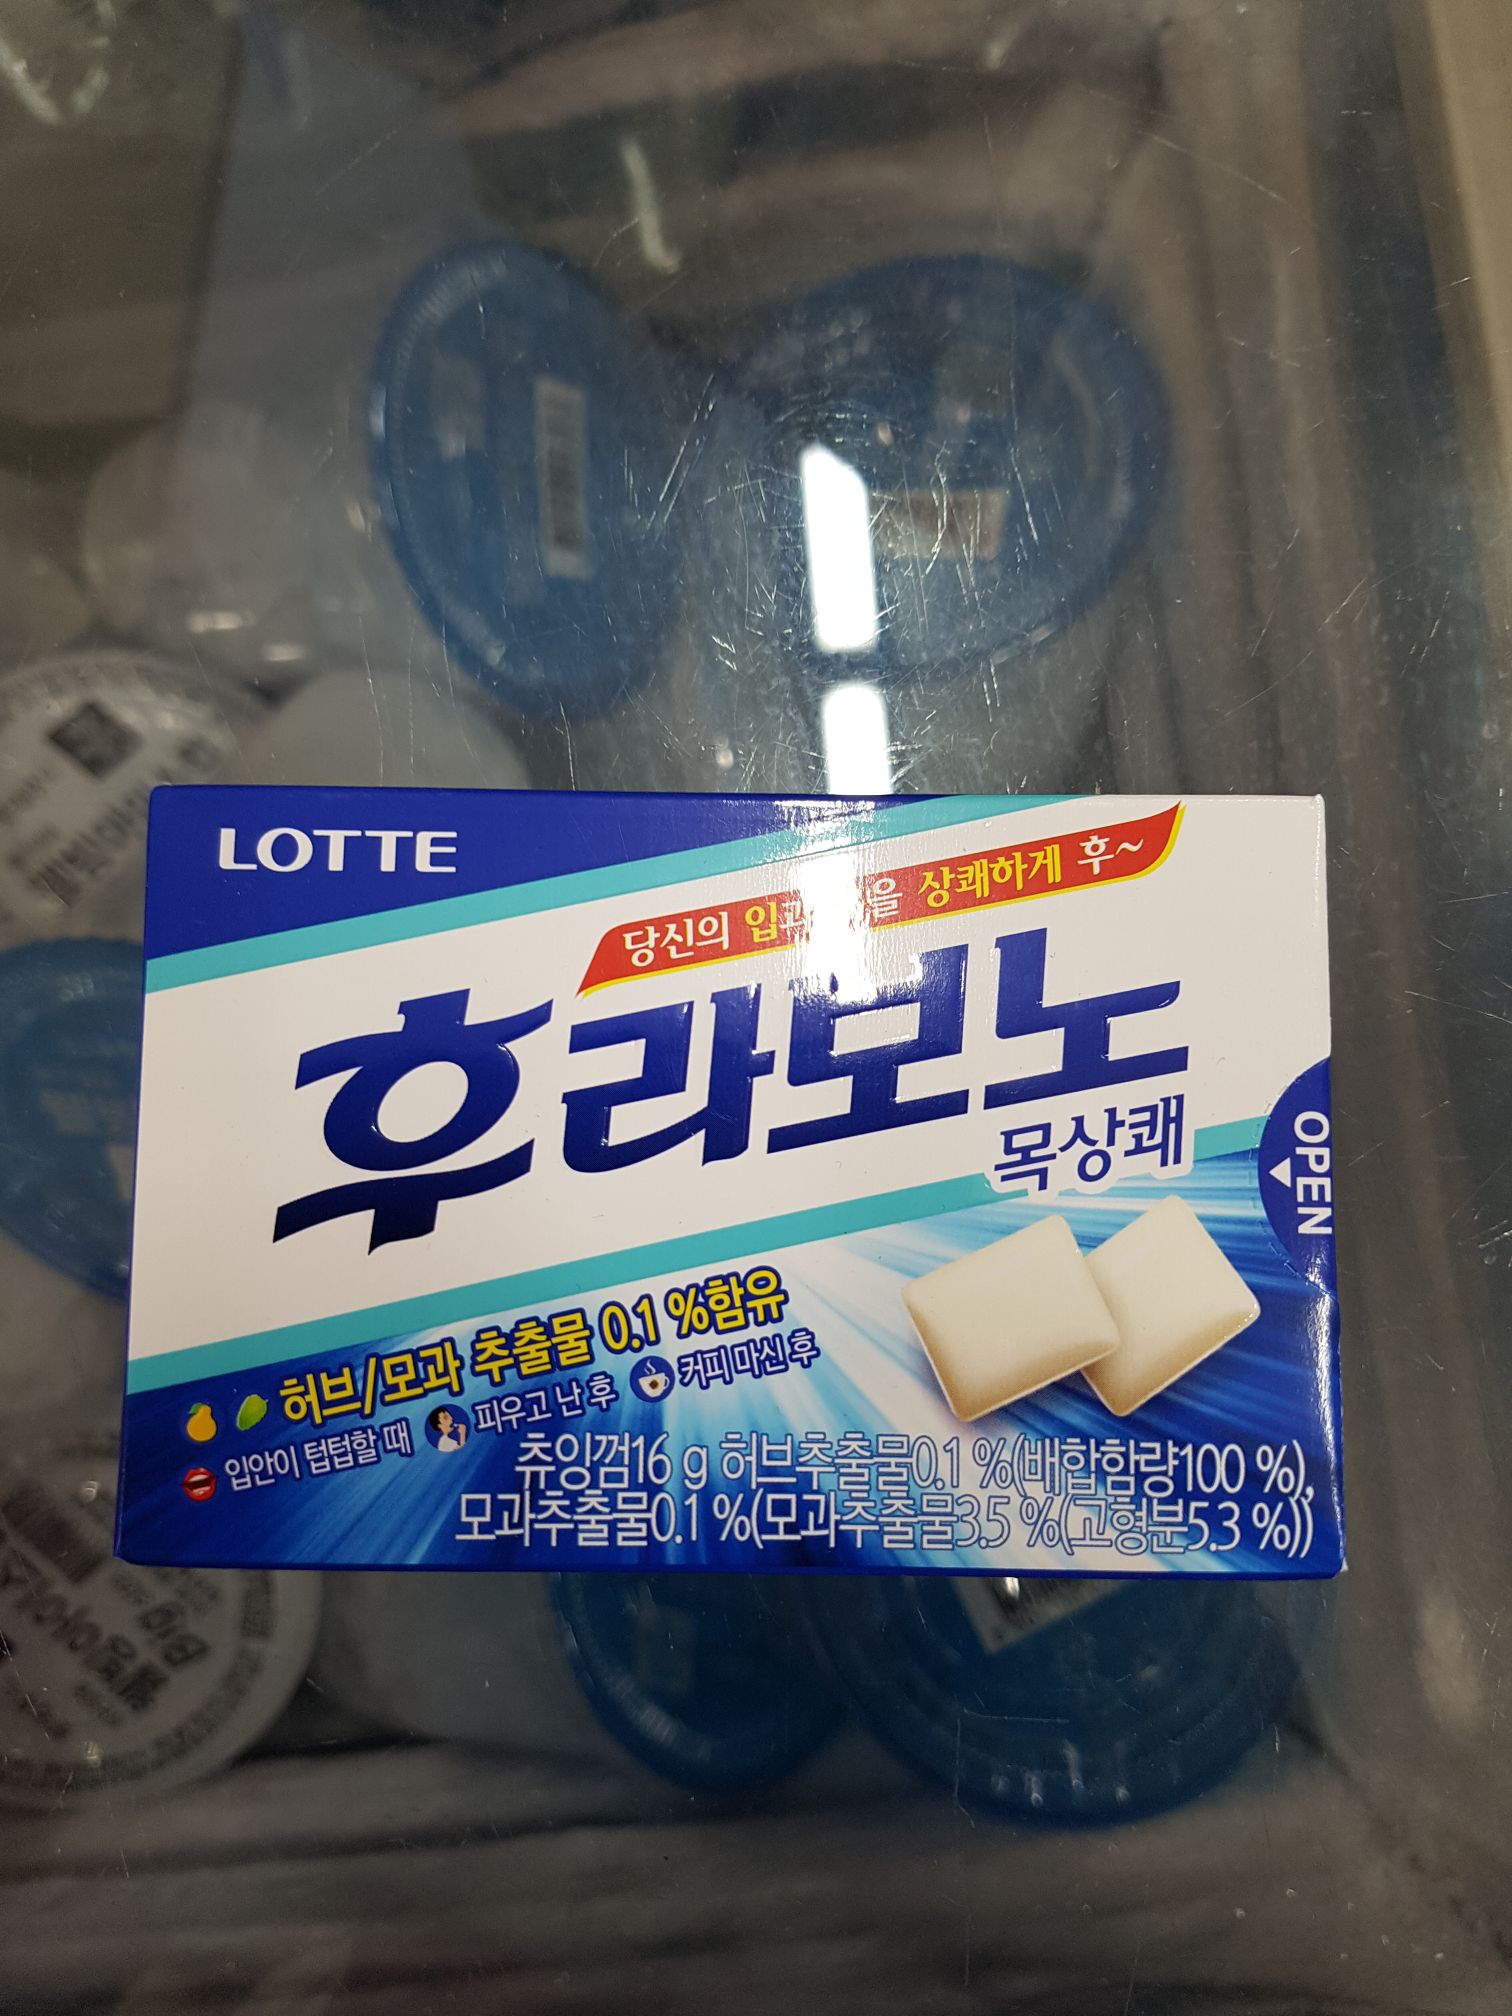 LOTTE
당신의 입과 을 상쾌하게 후~
후라보노
목상쾌
OPEN
허브/모과 추출물 0.1 %함유
입안이 텁텁할 때 피우고 난 후 커피 마신 후
츄잉껌16 g 허브추출물0.1 %(배합함량100 %),
모과추출물0.1 %(모과추출물3.5 %(고형분5.3 %))
Big